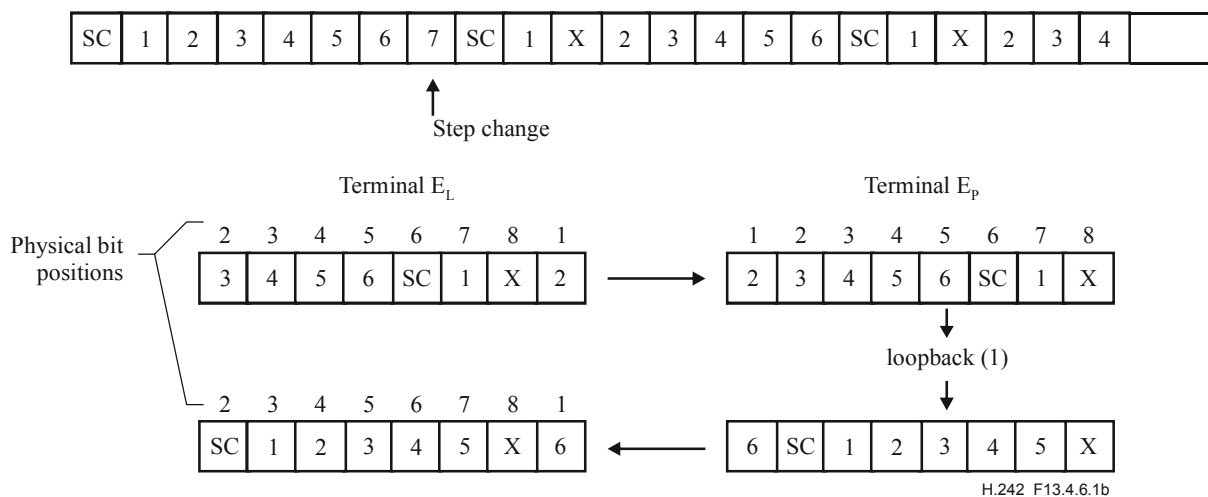 SC 1 2 3 4 5 6 7 SC 1 X 2 3 4 5 6 SC 1 X 2 3 4
Step change
Terminal EL
Terminal EP
Physical bit
positions
2 3 4 5 6 7 8 1
3 4 5 6 SC 1 X 2
1 2 3 4 5 6 7 8
2 3 4 5 6 SC 1 X
loopback (1)
2 3 4 5 6 7 8 1
SC 1 2 3 4 5 X 6
6 SC 1 2 3 4 5 X
H.242_F13.4.6.1b